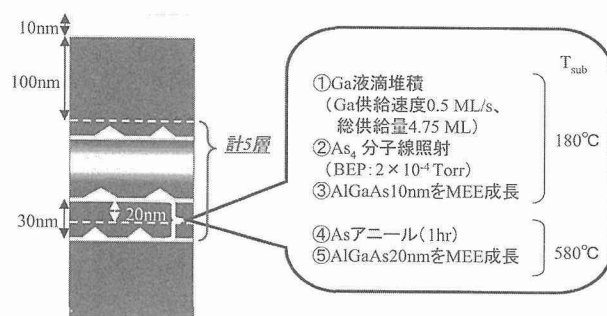 10nm
100nm
30nm
20nm
計5層
T_sub
①Ga液滴堆積
(Ga供給速度0.5 ML/s、
総供給量4.75 ML)
②As₄ 分子線照射
(BEP: 2×10⁻⁴ Torr)
③AlGaAs10nmをMEE成長
180℃
④Asアニール(1hr)
⑤AlGaAs20nmをMEE成長
580℃